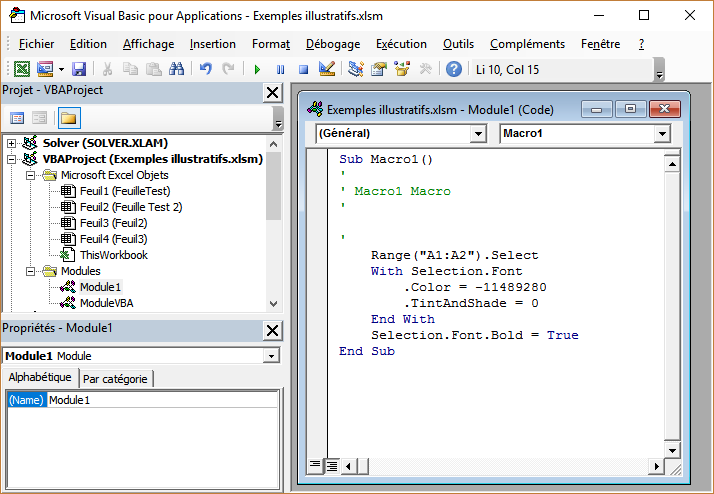 Microsoft Visual Basic pour Applications - Exemples illustratifs.xlsm
Fichier Edition Affichage Insertion Format Débogage Exécution Outils Compléments Fenêtre ?
Li 10, Col 15
Projet - VBAProject
Solver (SOLVER.XLAM)
VBAProject (Exemples illustratifs.xlsm)
Microsoft Excel Objets
Feuil1 (FeuilleTest)
Feuil2 (Feuille Test 2)
Feuil3 (Feuil2)
Feuil4 (Feuil3)
ThisWorkbook
Modules
Module1
ModuleVBA
Propriétés - Module1
Module1 Module
Alphabétique Par catégorie
(Name) Module1
Exemples illustratifs.xlsm - Module1 (Code)
(Général) Macro1
Sub Macro1()
'
' Macro1 Macro
'
'
Range("A1:A2").Select
With Selection.Font
.Color = -11489280
.TintAndShade = 0
End With
Selection.Font.Bold = True
End Sub